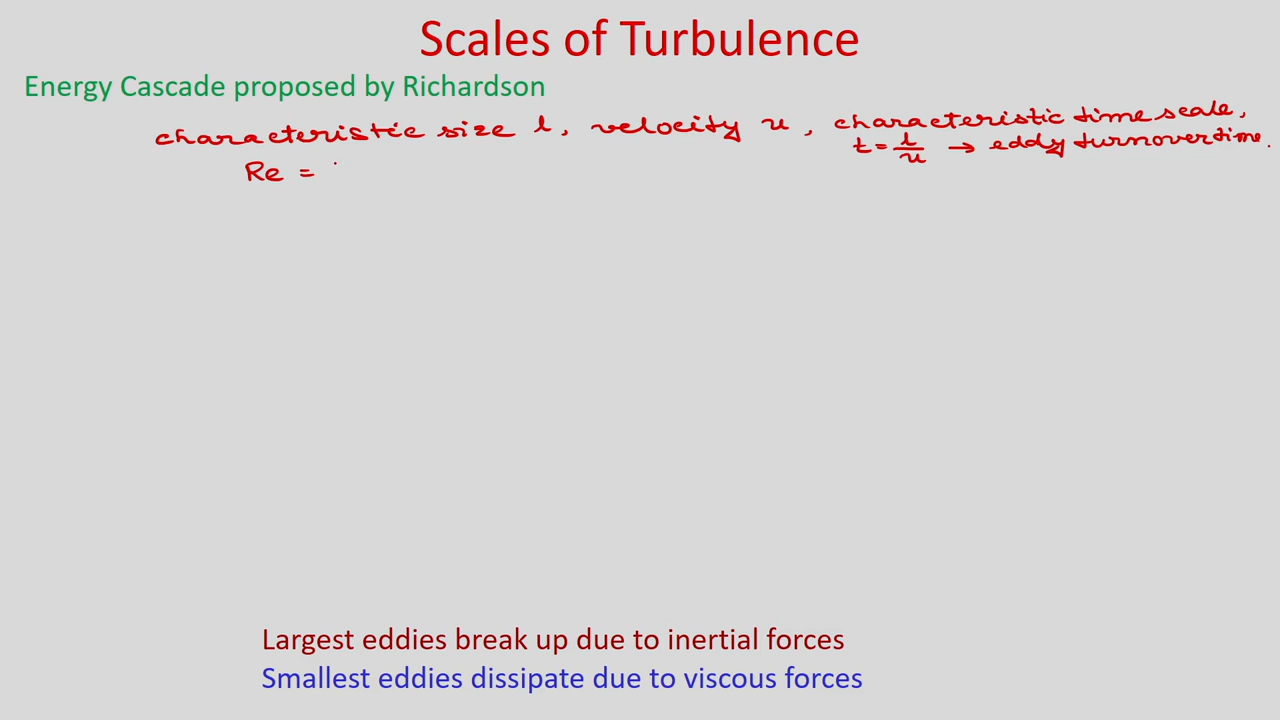 Scales of Turbulence
Energy Cascade proposed by Richardson
characteristic size l, velocity u, characteristic time scale,
t = l/u → eddy turnover time.
Re =
Largest eddies break up due to inertial forces
Smallest eddies dissipate due to viscous forces